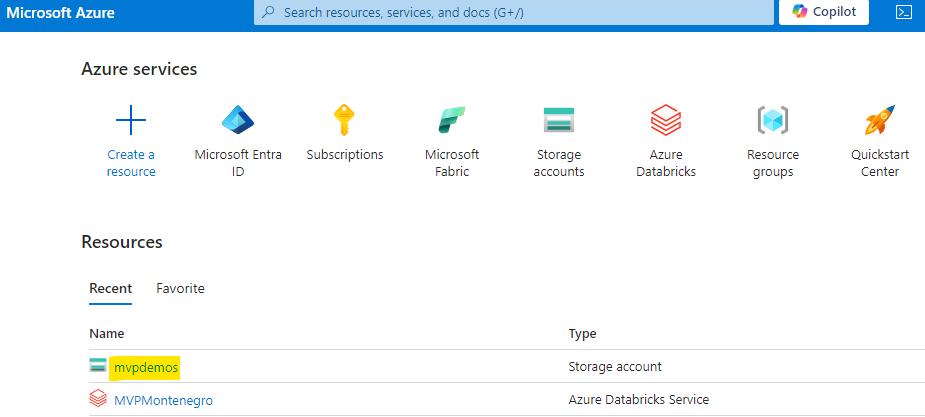 Microsoft Azure
Search resources, services, and docs (G+/)
Copilot
Azure services
Create a resource
Microsoft Entra ID
Subscriptions
Microsoft Fabric
Storage accounts
Azure Databricks
Resource groups
Quickstart Center
Resources
Recent Favorite
Name Type
mvpdemos Storage account
MVPMontenegro Azure Databricks Service